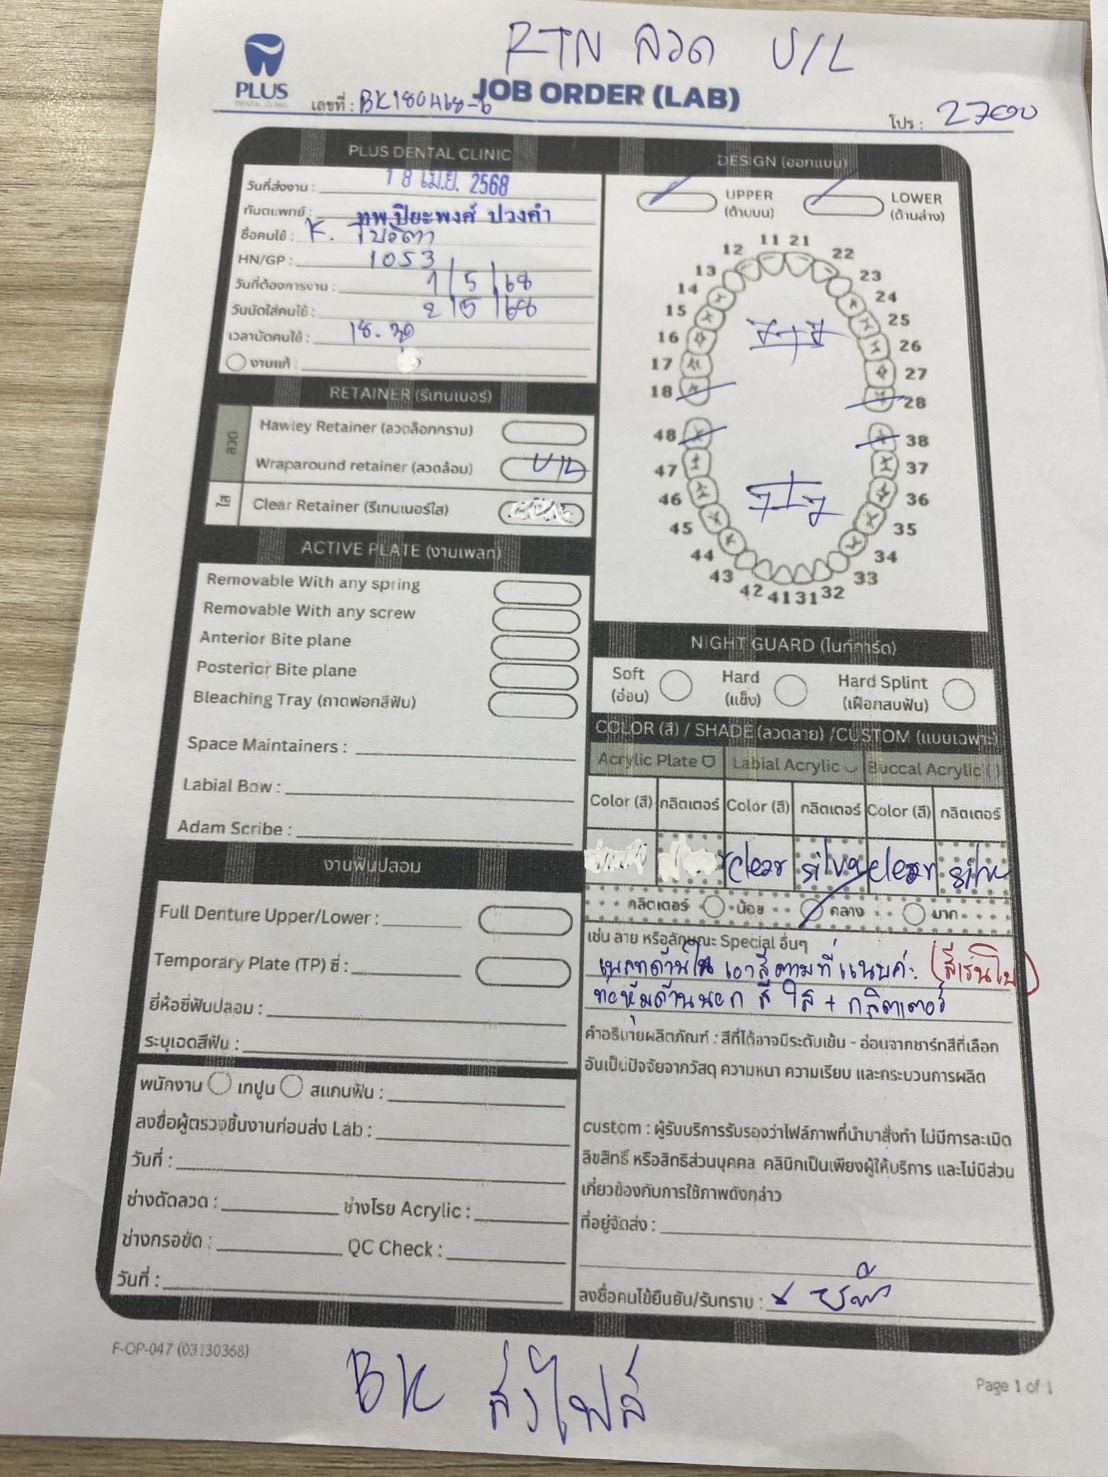 RTN ลวด U/L
PLUS
DENTAL CLINIC
เลขที่ : BK180468-6
JOB ORDER (LAB)
โปร : 2700
PLUS DENTAL CLINIC
วันที่ส่งงาน : 18 เม.ย. 2568
ทันตแพทย์ : ทพ.ปิยะพงศ์ ปวงคำ
ชื่อคนไข้ : K.
HN/GP : 1053
วันที่ต้องการงาน : 1/5/68
วันนัดใส่คนไข้ : 2/5/68
เวลานัดคนไข้ : 18.30
งานแก้ :
DESIGN (ออกแบบ)
UPPER
(ด้านบน)
LOWER
(ด้านล่าง)
11 21
12 22
13 23
14 24
15 25
16 26
17 27
18 28
7+7
48 38
47 37
46 36
45 35
44 34
43 33
42 41 31 32
7+7
RETAINER (รีเทนเนอร์)
ลวด
Hawley Retainer (ลวดล็อกกราม)
Wraparound retainer (ลวดล้อม) U/L
ใส
Clear Retainer (รีเทนเนอร์ใส)
ACTIVE PLATE (งานเพลท)
Removable With any spring
Removable With any screw
Anterior Bite plane
Posterior Bite plane
Bleaching Tray (ถาดฟอกสีฟัน)
Space Maintainers :
Labial Bow :
Adam Scribe :
NIGHT GUARD (ไนท์การ์ด)
Soft
(อ่อน)
Hard
(แข็ง)
Hard Splint
(เฝือกสบฟัน)
COLOR (สี) / SHADE (ลวดลาย) /CUSTOM (แบบเฉพาะ)
Acrylic Plate Labial Acrylic Buccal Acrylic ( )
Color (สี) กลิตเตอร์ Color (สี) กลิตเตอร์ Color (สี) กลิตเตอร์
clear silver clear silver
กลิตเตอร์ น้อย กลาง มาก
เช่น ลาย หรือลักษณะ Special อื่นๆ
เพลทด้านใน เอาสีตามที่แนบค่ะ (สีเรนโบ)
ท่อหุ้มด้านนอก สีใส + กลิตเตอร์
คำอธิบายผลิตภัณฑ์ : สีที่ได้อาจมีระดับเข้ม - อ่อนจากชาร์ทสีที่เลือก
อันเป็นปัจจัยจากวัสดุ ความหนา ความเรียบ และกระบวนการผลิต
custom : ผู้รับบริการรับรองว่าไฟล์ภาพที่นำมาสั่งทำ ไม่มีการละเมิด
ลิขสิทธิ์ หรือสิทธิส่วนบุคคล คลินิกเป็นเพียงผู้ให้บริการ และไม่มีส่วน
เกี่ยวข้องกับการใช้ภาพดังกล่าว
ที่อยู่จัดส่ง :
ลงชื่อคนไข้ยืนยัน/รับทราบ :
งานฟันปลอม
Full Denture Upper/Lower :
Temporary Plate (TP) ซี่ :
ยี่ห้อซี่ฟันปลอม :
ระบุเฉดสีฟัน :
พนักงาน เทปูน สแกนฟัน :
ลงชื่อผู้ตรวจชิ้นงานก่อนส่ง Lab :
วันที่ :
ช่างดัดลวด : ช่างโรย Acrylic :
ช่างกรอขัด : QC Check :
วันที่ :
F-OP-047 (03130368)
Page 1 of 1
BK ส่งไฟล์